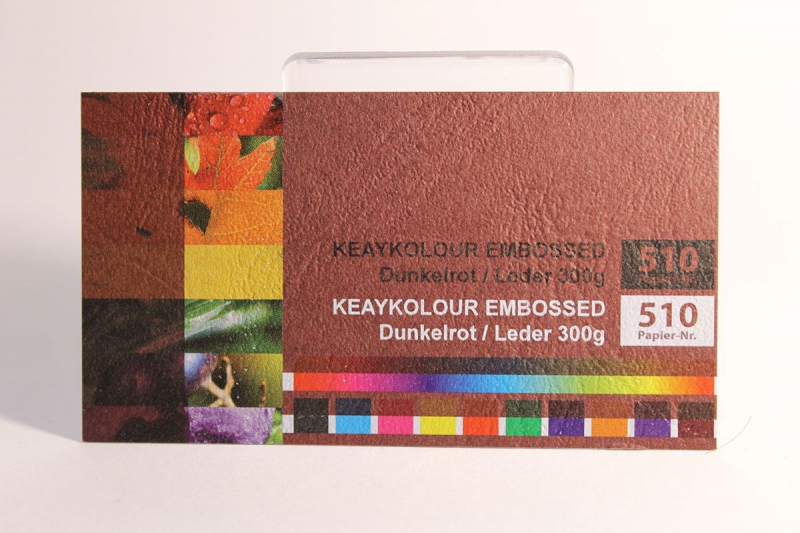 KEAYKOLOUR EMBOSSED
Dunkelrot / Leder 300g
510
KEAYKOLOUR EMBOSSED
Dunkelrot / Leder 300g
510
Papier-Nr.